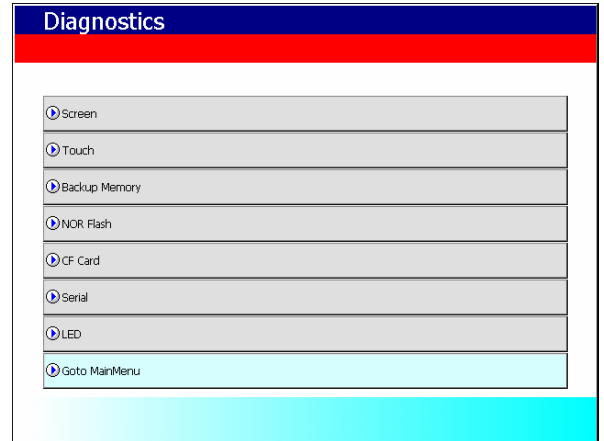 Diagnostics
Screen
Touch
Backup Memory
NOR Flash
CF Card
Serial
LED
Goto MainMenu